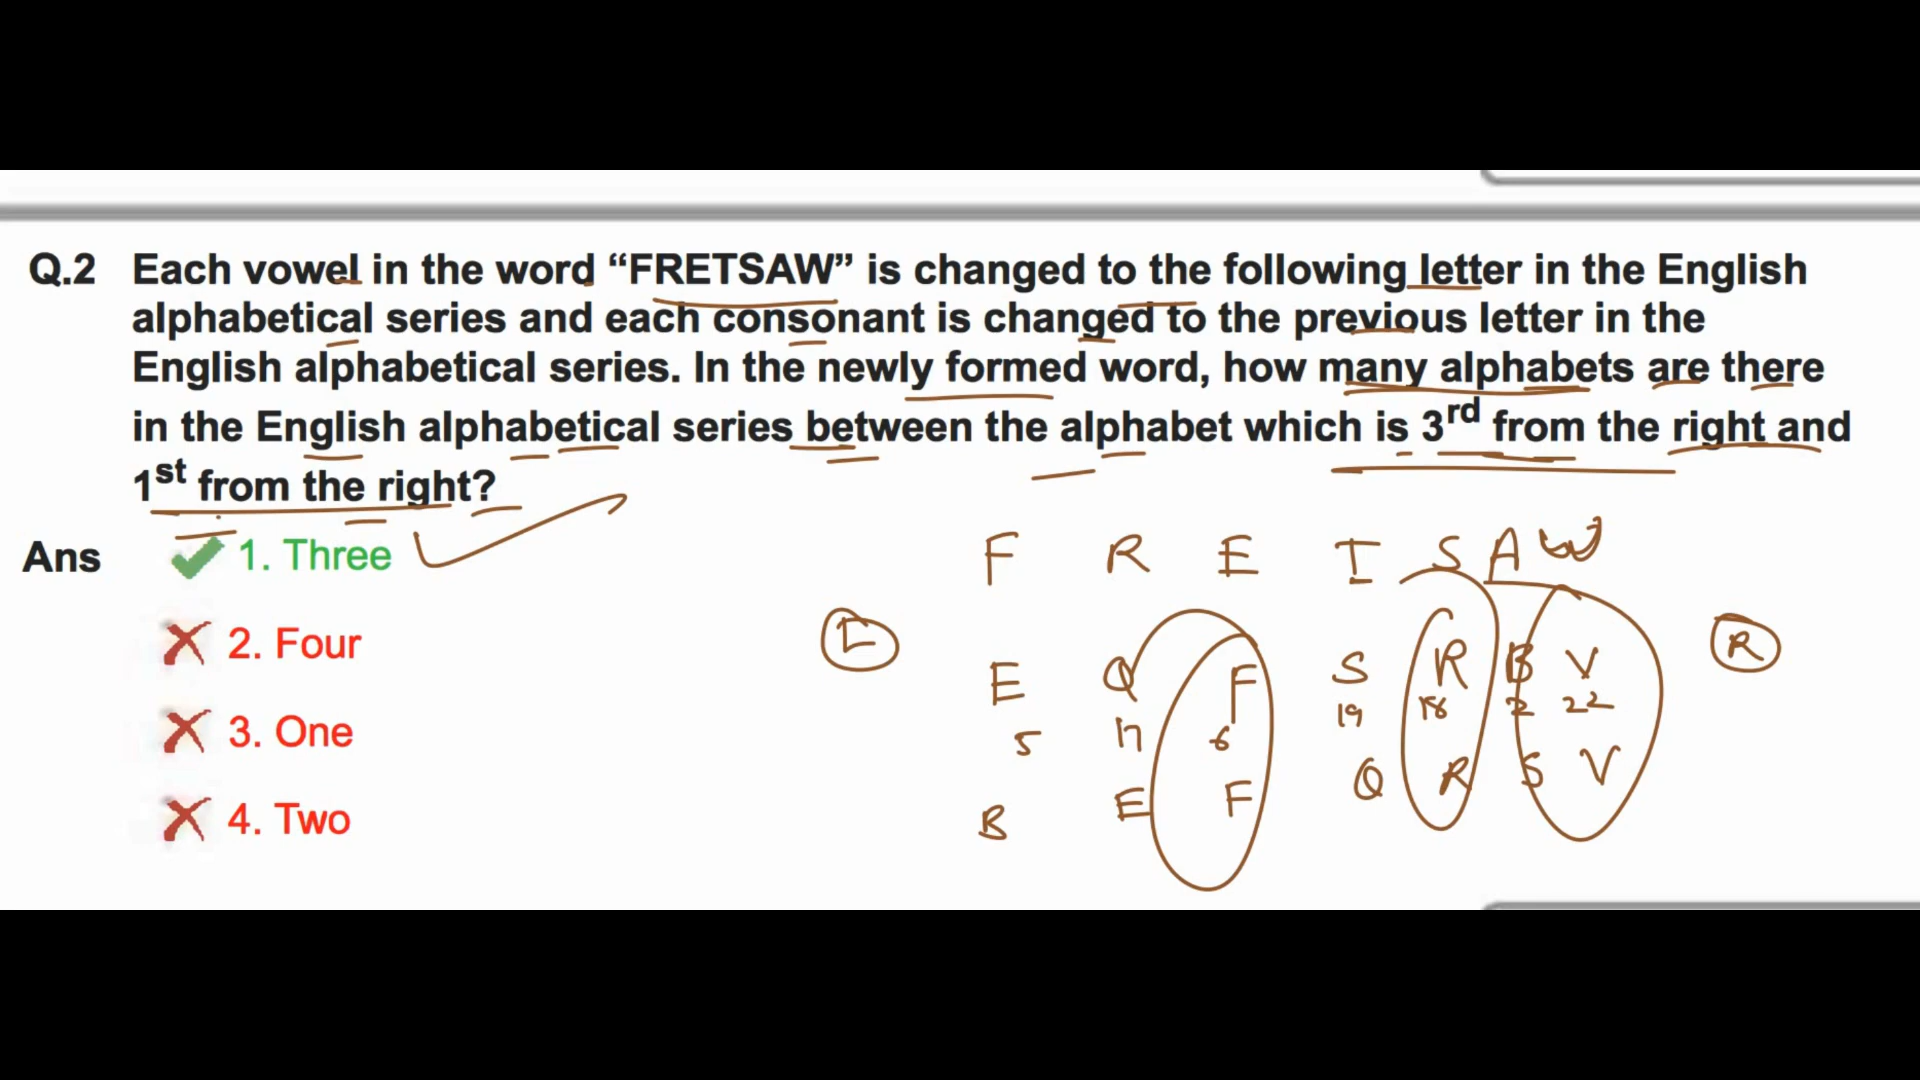 Q.2 Each vowel in the word “FRETSAW” is changed to the following letter in the English
alphabetical series and each consonant is changed to the previous letter in the
English alphabetical series. In the newly formed word, how many alphabets are there
in the English alphabetical series between the alphabet which is 3rd from the right and
1st from the right?
Ans 1. Three
2. Four
3. One
4. Two
F R E T S A W
L E Q F S R B V R
5 17 6 19 18 2 22
B E F Q R S V